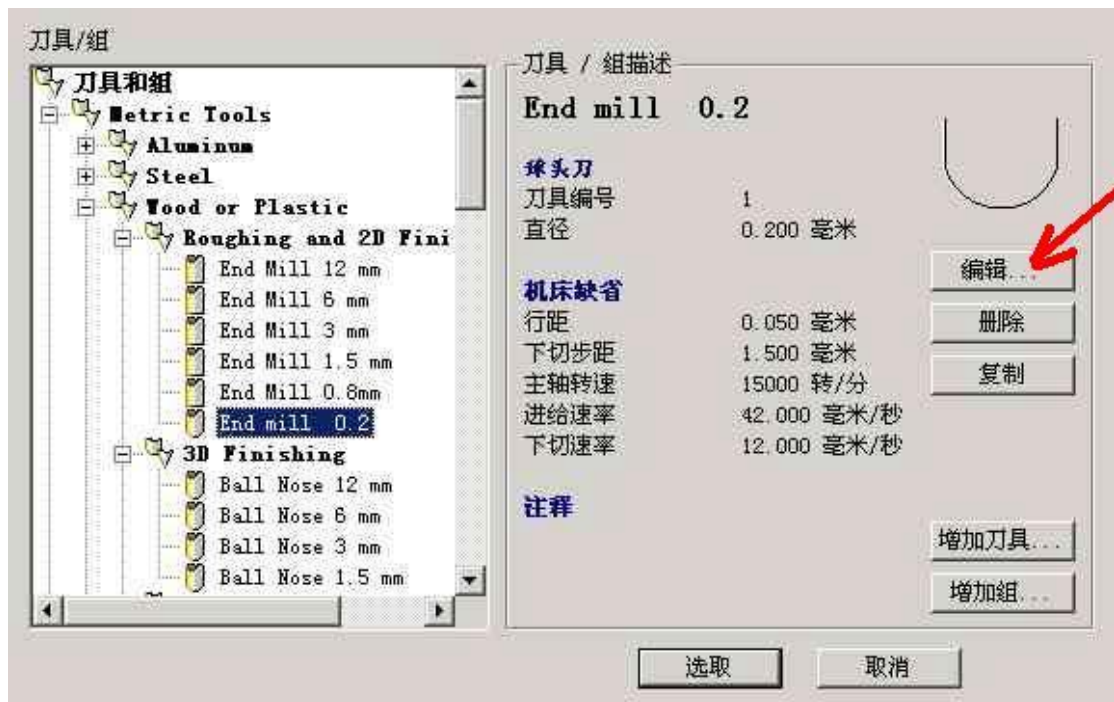 刀具/组
刀具和组
Metric Tools
Aluminum
Steel
Wood or Plastic
Roughing and 2D Fini
End Mill 12 mm
End Mill 6 mm
End Mill 3 mm
End Mill 1.5 mm
End Mill 0.8mm
End mill 0.2
3D Finishing
Ball Nose 12 mm
Ball Nose 6 mm
Ball Nose 3 mm
Ball Nose 1.5 mm
刀具 / 组描述
End mill 0.2
球头刀
刀具编号 1
直径 0.200 毫米
机床缺省
行距 0.050 毫米
下切步距 1.500 毫米
主轴转速 15000 转/分
进给速率 42.000 毫米/秒
下切速率 12.000 毫米/秒
注释
编辑...
删除
复制
增加刀具...
增加组...
选取
取消